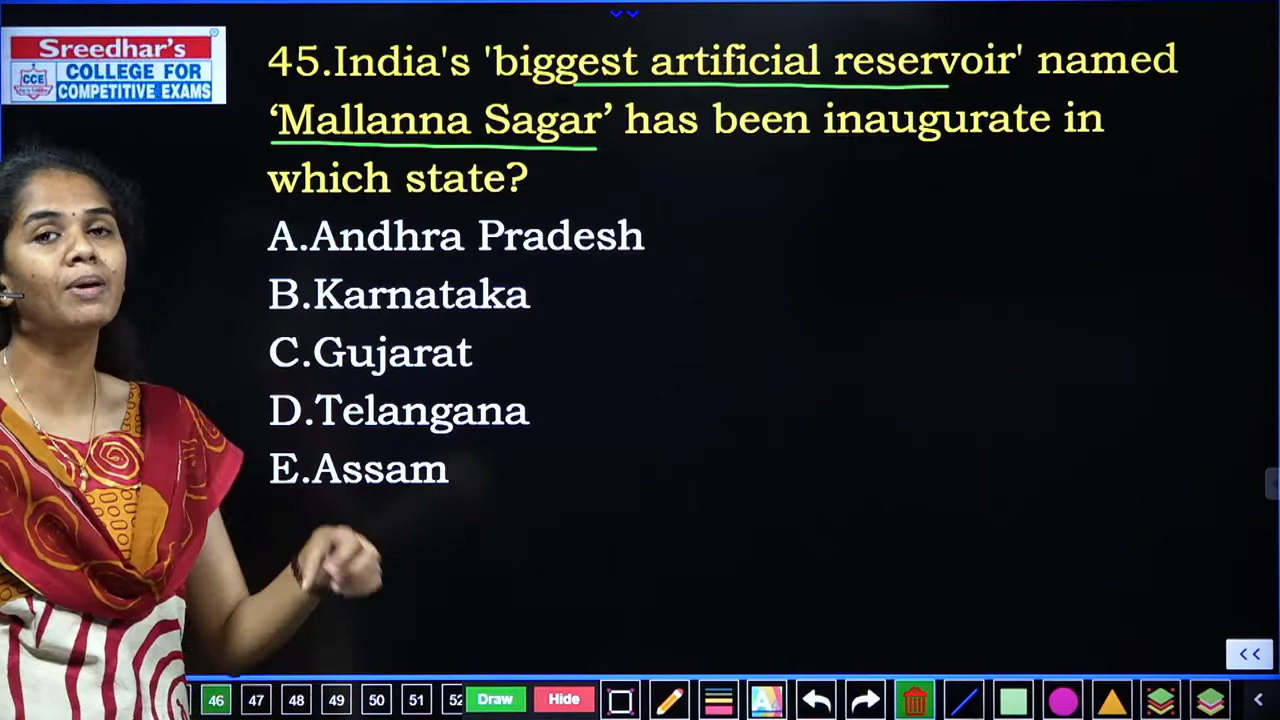 Sreedhar's
CCE
COLLEGE FOR
COMPETITIVE EXAMS
45.India's 'biggest artificial reservoir' named
‘Mallanna Sagar’ has been inaugurate in
which state?
A.Andhra Pradesh
B.Karnataka
C.Gujarat
D.Telangana
E.Assam
<<
46 47 48 49 50 51 52 Draw Hide A